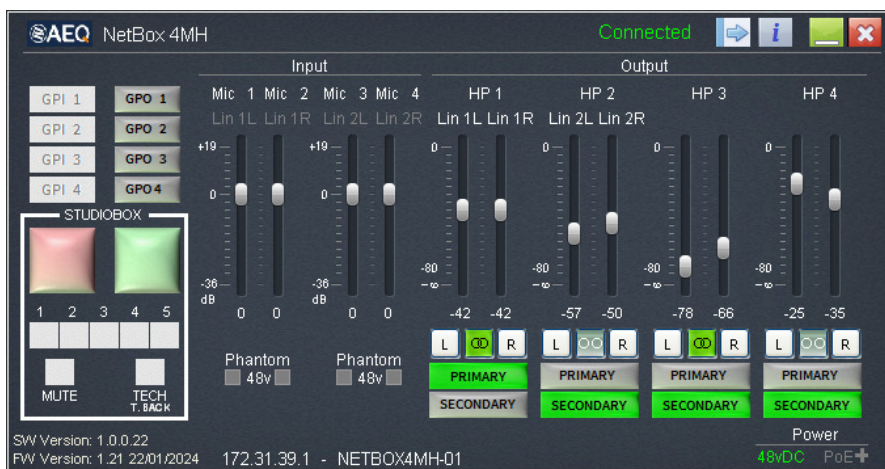 AEQ NetBox 4MH Connected i
Input Output
GPI 1 GPO 1 Mic 1 Mic 2 Mic 3 Mic 4 HP 1 HP 2 HP 3 HP 4
Lin 1L Lin 1R Lin 2L Lin 2R Lin 1L Lin 1R Lin 2L Lin 2R
GPI 2 GPO 2
+19 +19 0 0 0 0
GPI 3 GPO 3
GPI 4 GPO 4 0 0
STUDIOBOX
-80 -80 -80 -80
-36 -36 -∞ -∞ -∞ -∞
dB dB
1 2 3 4 5 0 0 0 0 -42 -42 -57 -50 -78 -66 -25 -35
L R L R L R L R
Phantom Phantom
48v 48v PRIMARY PRIMARY PRIMARY PRIMARY
MUTE TECH
T. BACK
SECONDARY SECONDARY SECONDARY SECONDARY
SW Version: 1.0.0.22 Power
FW Version: 1.21 22/01/2024 172.31.39.1 - NETBOX4MH-01 48vDC PoE+